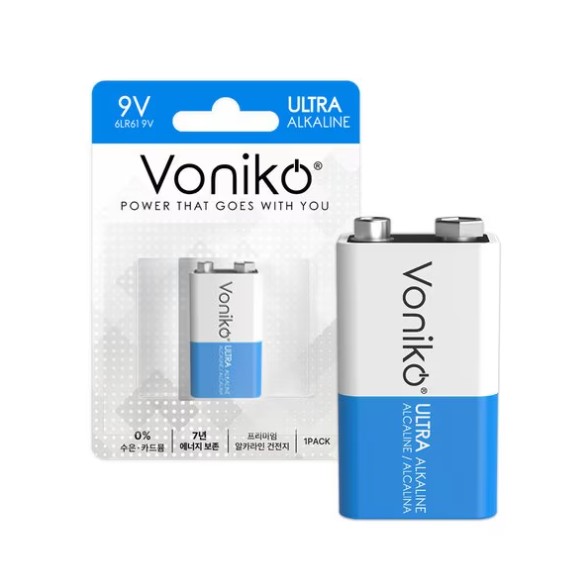 9V
6LR61 9V
ULTRA
ALKALINE
Voniko®
POWER THAT GOES WITH YOU
Voniko®
ULTRA ALKALINE
ALCALINE / ALCALINA
0%
수은·카드뮴
7년
에너지 보존
프리미엄
알카라인 건전지
1PACK
Voniko®
ULTRA ALKALINE
ALCALINE / ALCALINA